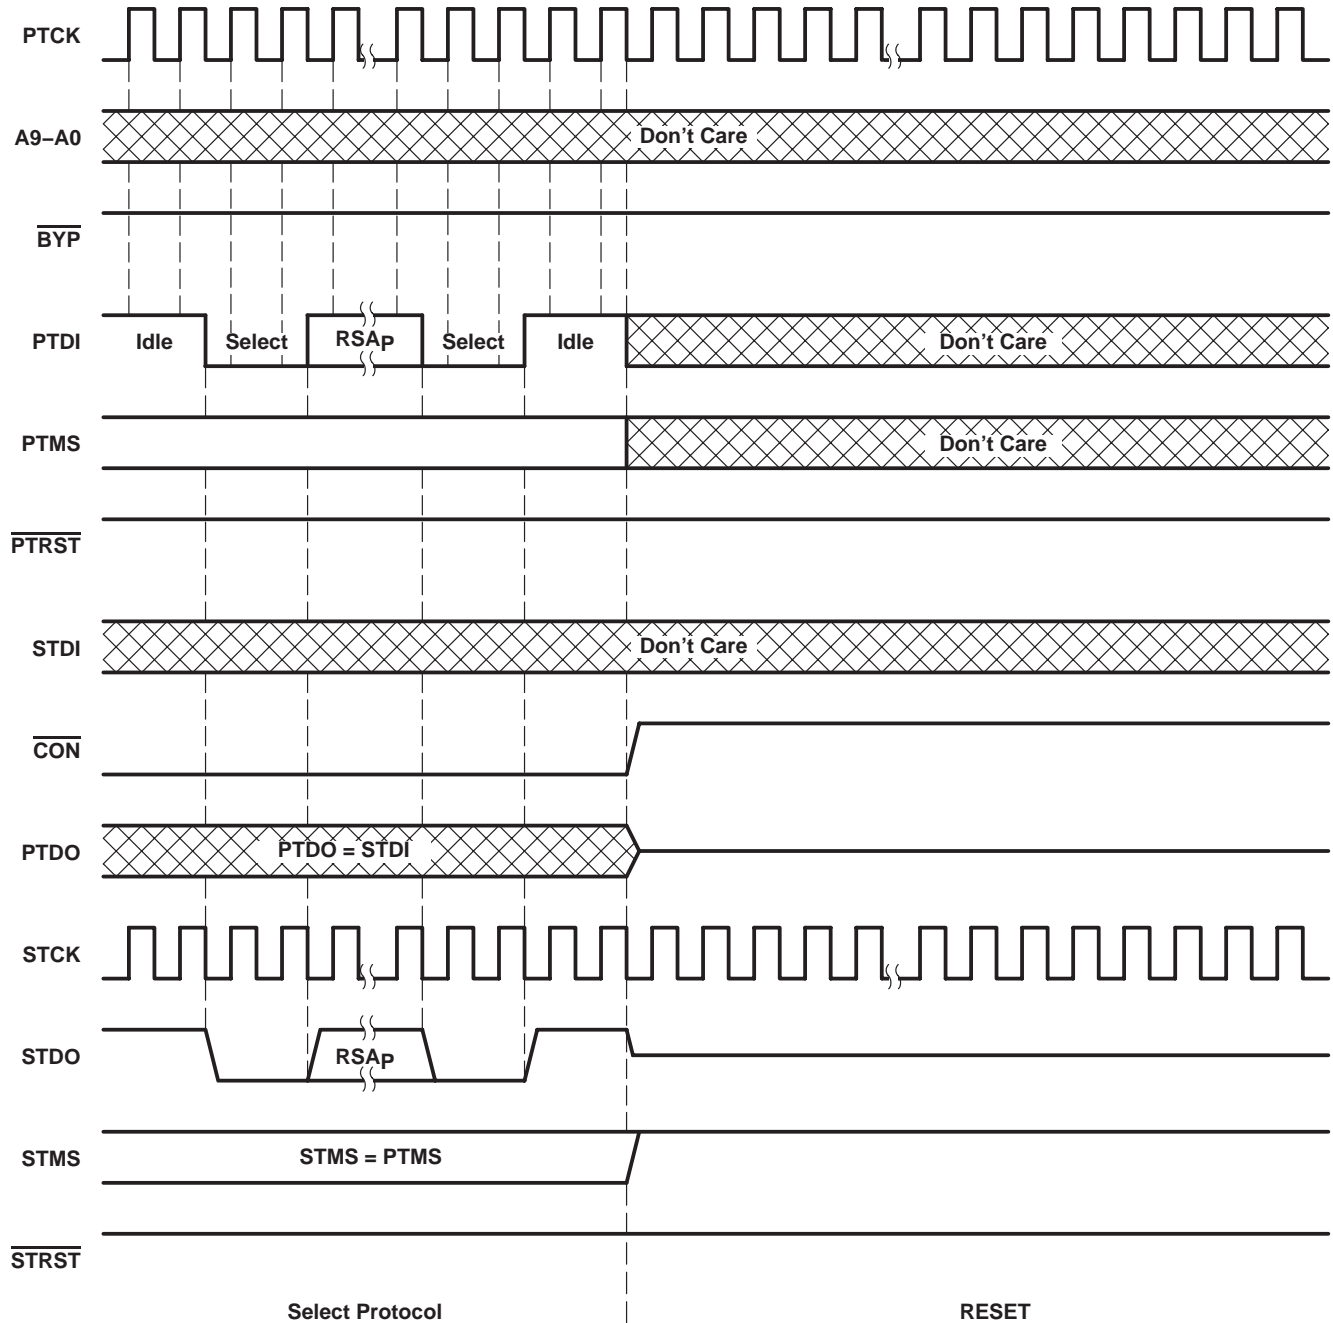 PTCK
A9–A0
Don't Care
BYP
PTDI
Idle
Select
RSAP
Select
Idle
Don't Care
PTMS
Don't Care
PTRST
STDI
Don't Care
CON
PTDO
PTDO = STDI
STCK
STDO
RSAP
STMS
STMS = PTMS
STRST
Select Protocol
RESET